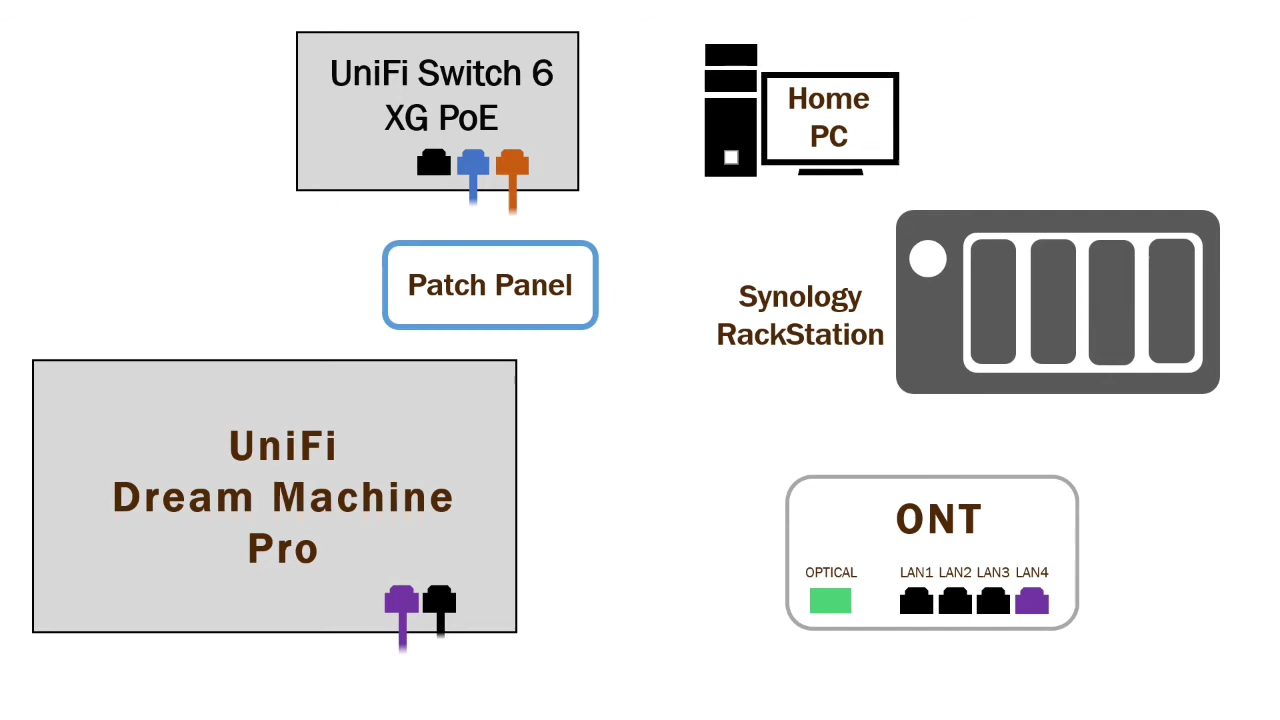 UniFi Switch 6
XG PoE
Home
PC
Patch Panel
Synology
RackStation
UniFi
Dream Machine
Pro
ONT
OPTICAL
LAN1 LAN2 LAN3 LAN4